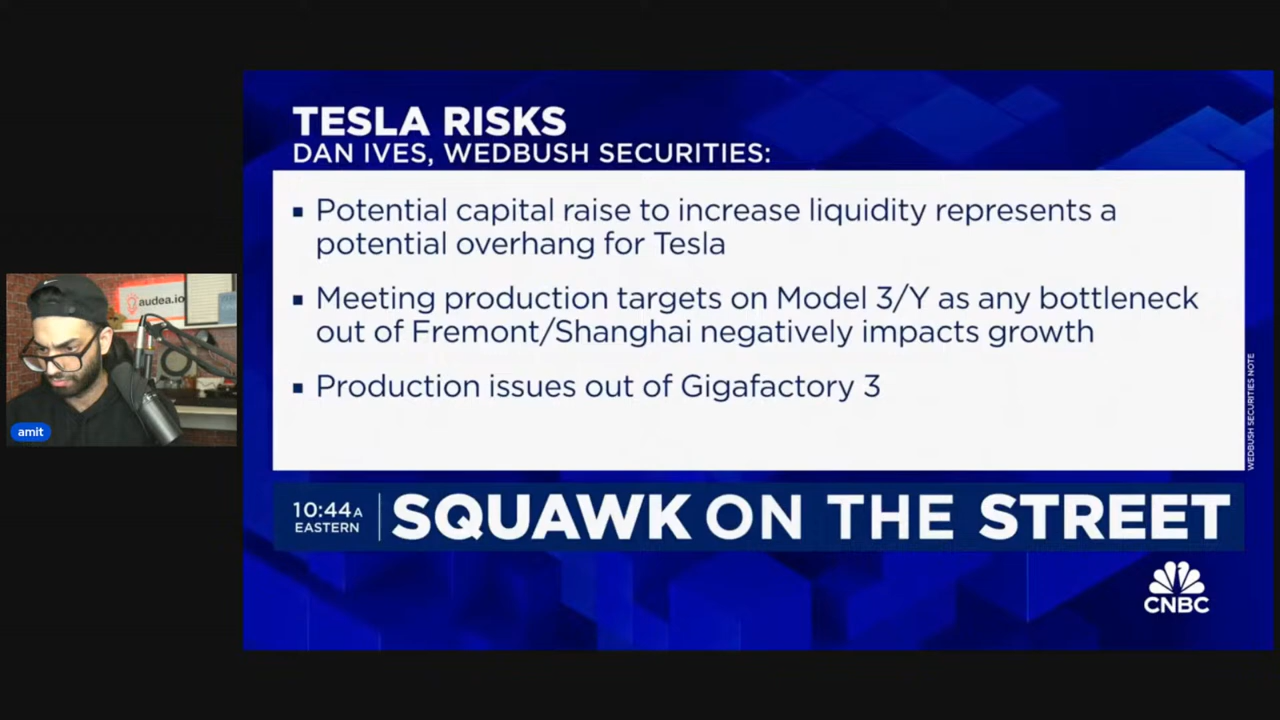 TESLA RISKS
DAN IVES, WEDBUSH SECURITIES:
▪ Potential capital raise to increase liquidity represents a
potential overhang for Tesla
▪ Meeting production targets on Model 3/Y as any bottleneck
out of Fremont/Shanghai negatively impacts growth
▪ Production issues out of Gigafactory 3
WEDBUSH SECURITIES NOTE
audea.io
amit
10:44A
EASTERN
SQUAWK ON THE STREET
CNBC